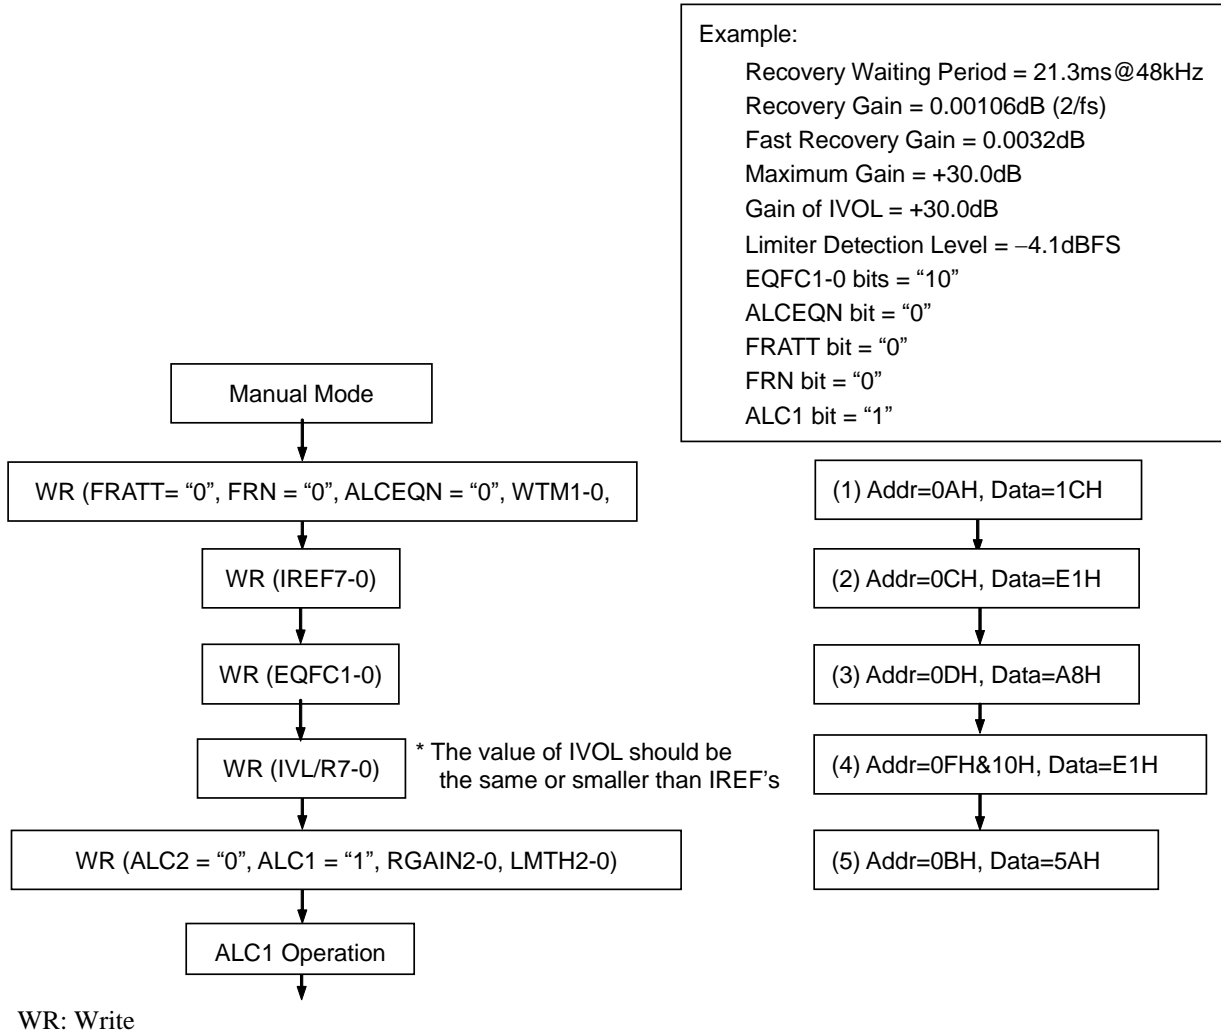 Example:
Recovery Waiting Period = 21.3ms@48kHz
Recovery Gain = 0.00106dB (2/fs)
Fast Recovery Gain = 0.0032dB
Maximum Gain = +30.0dB
Gain of IVOL = +30.0dB
Limiter Detection Level = −4.1dBFS
EQFC1-0 bits = “10”
ALCEQN bit = “0”
FRATT bit = “0”
FRN bit = “0”
ALC1 bit = “1”
Manual Mode
WR (FRATT= “0”, FRN = “0”, ALCEQN = “0”, WTM1-0,
WR (IREF7-0)
WR (EQFC1-0)
WR (IVL/R7-0)
* The value of IVOL should be
the same or smaller than IREF’s
WR (ALC2 = “0”, ALC1 = “1”, RGAIN2-0, LMTH2-0)
ALC1 Operation
(1) Addr=0AH, Data=1CH
(2) Addr=0CH, Data=E1H
(3) Addr=0DH, Data=A8H
(4) Addr=0FH&10H, Data=E1H
(5) Addr=0BH, Data=5AH
WR: Write